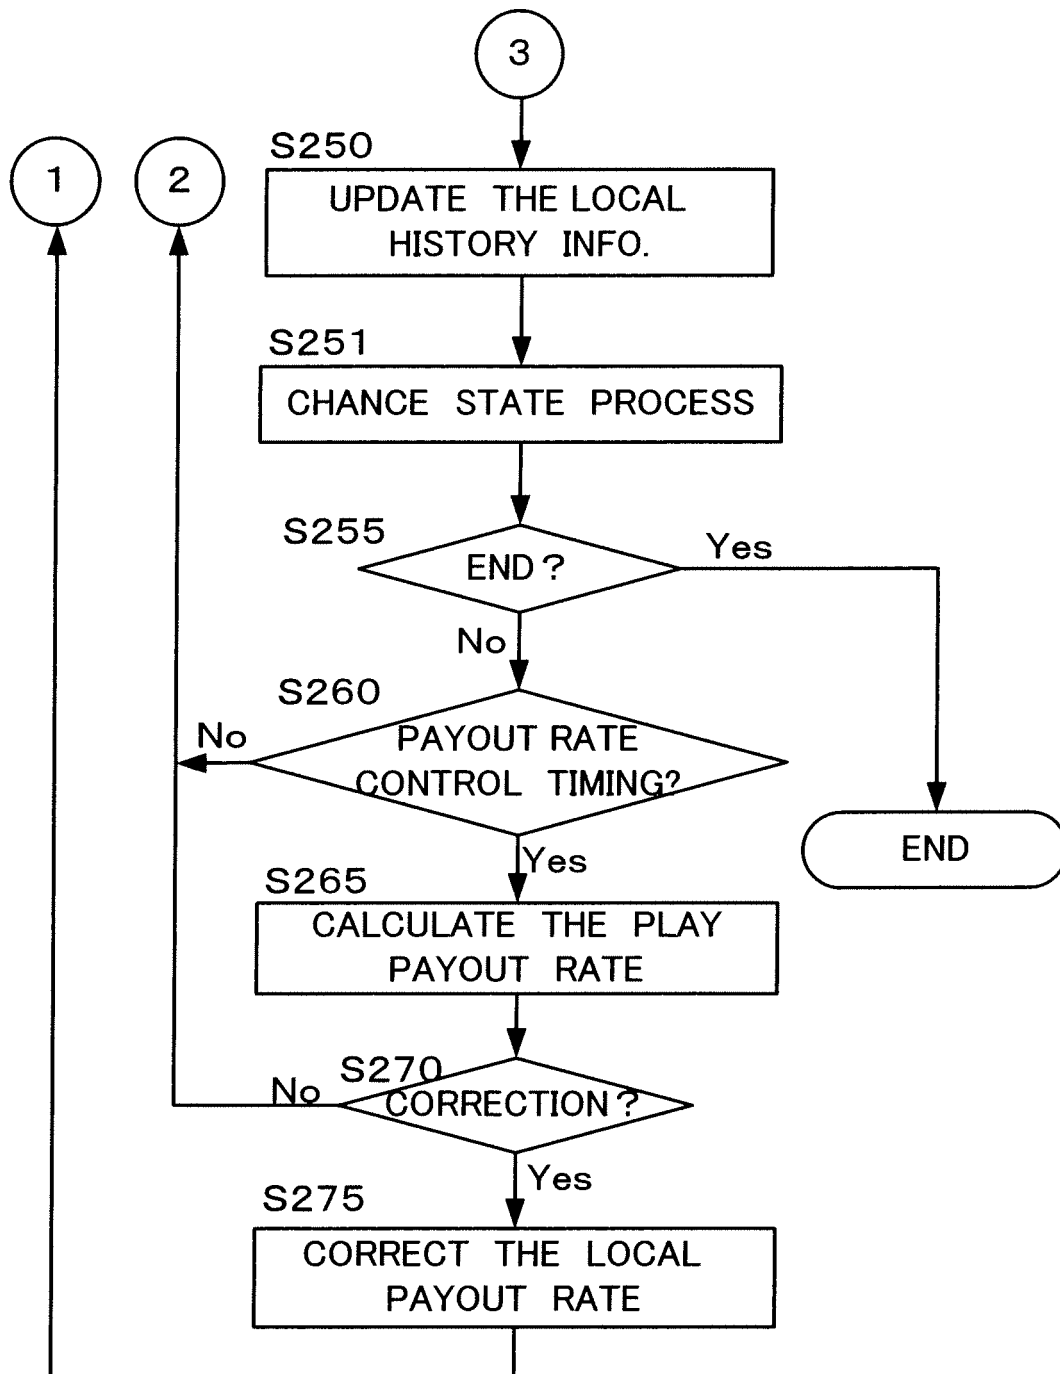 3
1
2
S250
UPDATE THE LOCAL
HISTORY INFO.
S251
CHANCE STATE PROCESS
S255
END?
Yes
No
S260
No
PAYOUT RATE
CONTROL TIMING?
END
Yes
S265
CALCULATE THE PLAY
PAYOUT RATE
S270
No
CORRECTION?
Yes
S275
CORRECT THE LOCAL
PAYOUT RATE